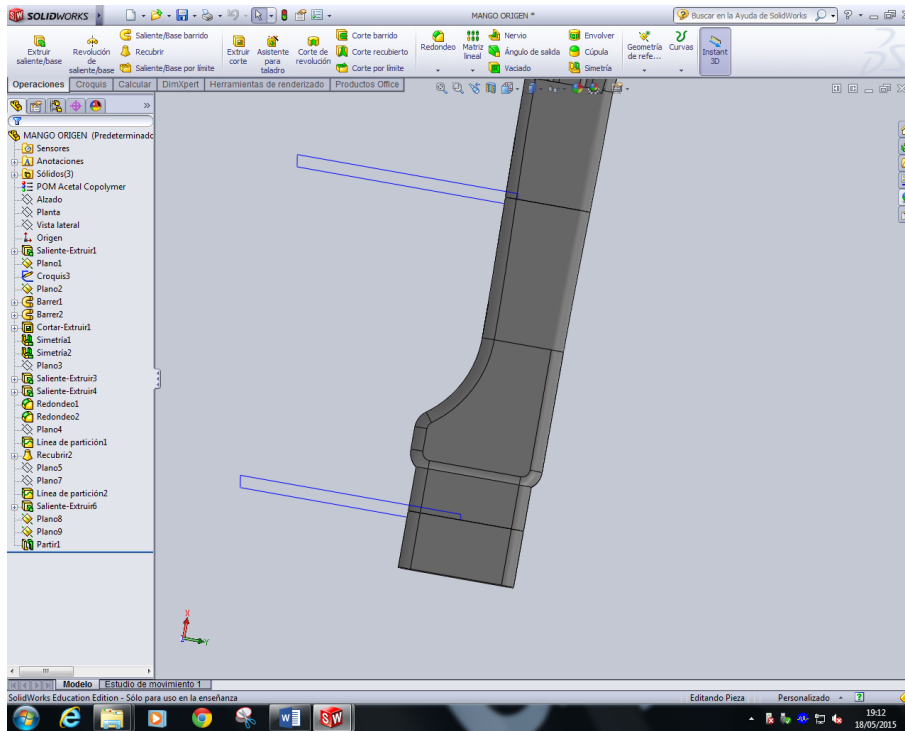 SOLIDWORKS
MANGO ORIGEN *
Buscar en la Ayuda de SolidWorks
Extruir saliente/base
Revolución de saliente/base
Saliente/Base barrido
Recubrir
Saliente/Base por límite
Extruir corte
Asistente para taladro
Corte de revolución
Corte barrido
Corte recubierto
Corte por límite
Redondeo
Matriz lineal
Nervio
Ángulo de salida
Vaciado
Envolver
Cúpula
Simetría
Geometría de refe...
Curvas
Instant 3D
Operaciones Croquis Calcular DimXpert Herramientas de renderizado Productos Office
MANGO ORIGEN (Predeterminado
Sensores
Anotaciones
Sólidos(3)
POM Acetal Copolymer
Alzado
Planta
Vista lateral
Origen
Saliente-Extruir1
Plano1
Croquis3
Plano2
Barrer1
Barrer2
Cortar-Extruir1
Simetría1
Simetría2
Plano3
Saliente-Extruir3
Saliente-Extruir4
Redondeo1
Redondeo2
Plano4
Línea de partición1
Recubrir2
Plano5
Plano7
Línea de partición2
Saliente-Extruir6
Plano8
Plano9
Partir1
X
Y
Modelo Estudio de movimiento 1
SolidWorks Education Edition - Sólo para uso en la enseñanza
Editando Pieza Personalizado
19:12
18/05/2015